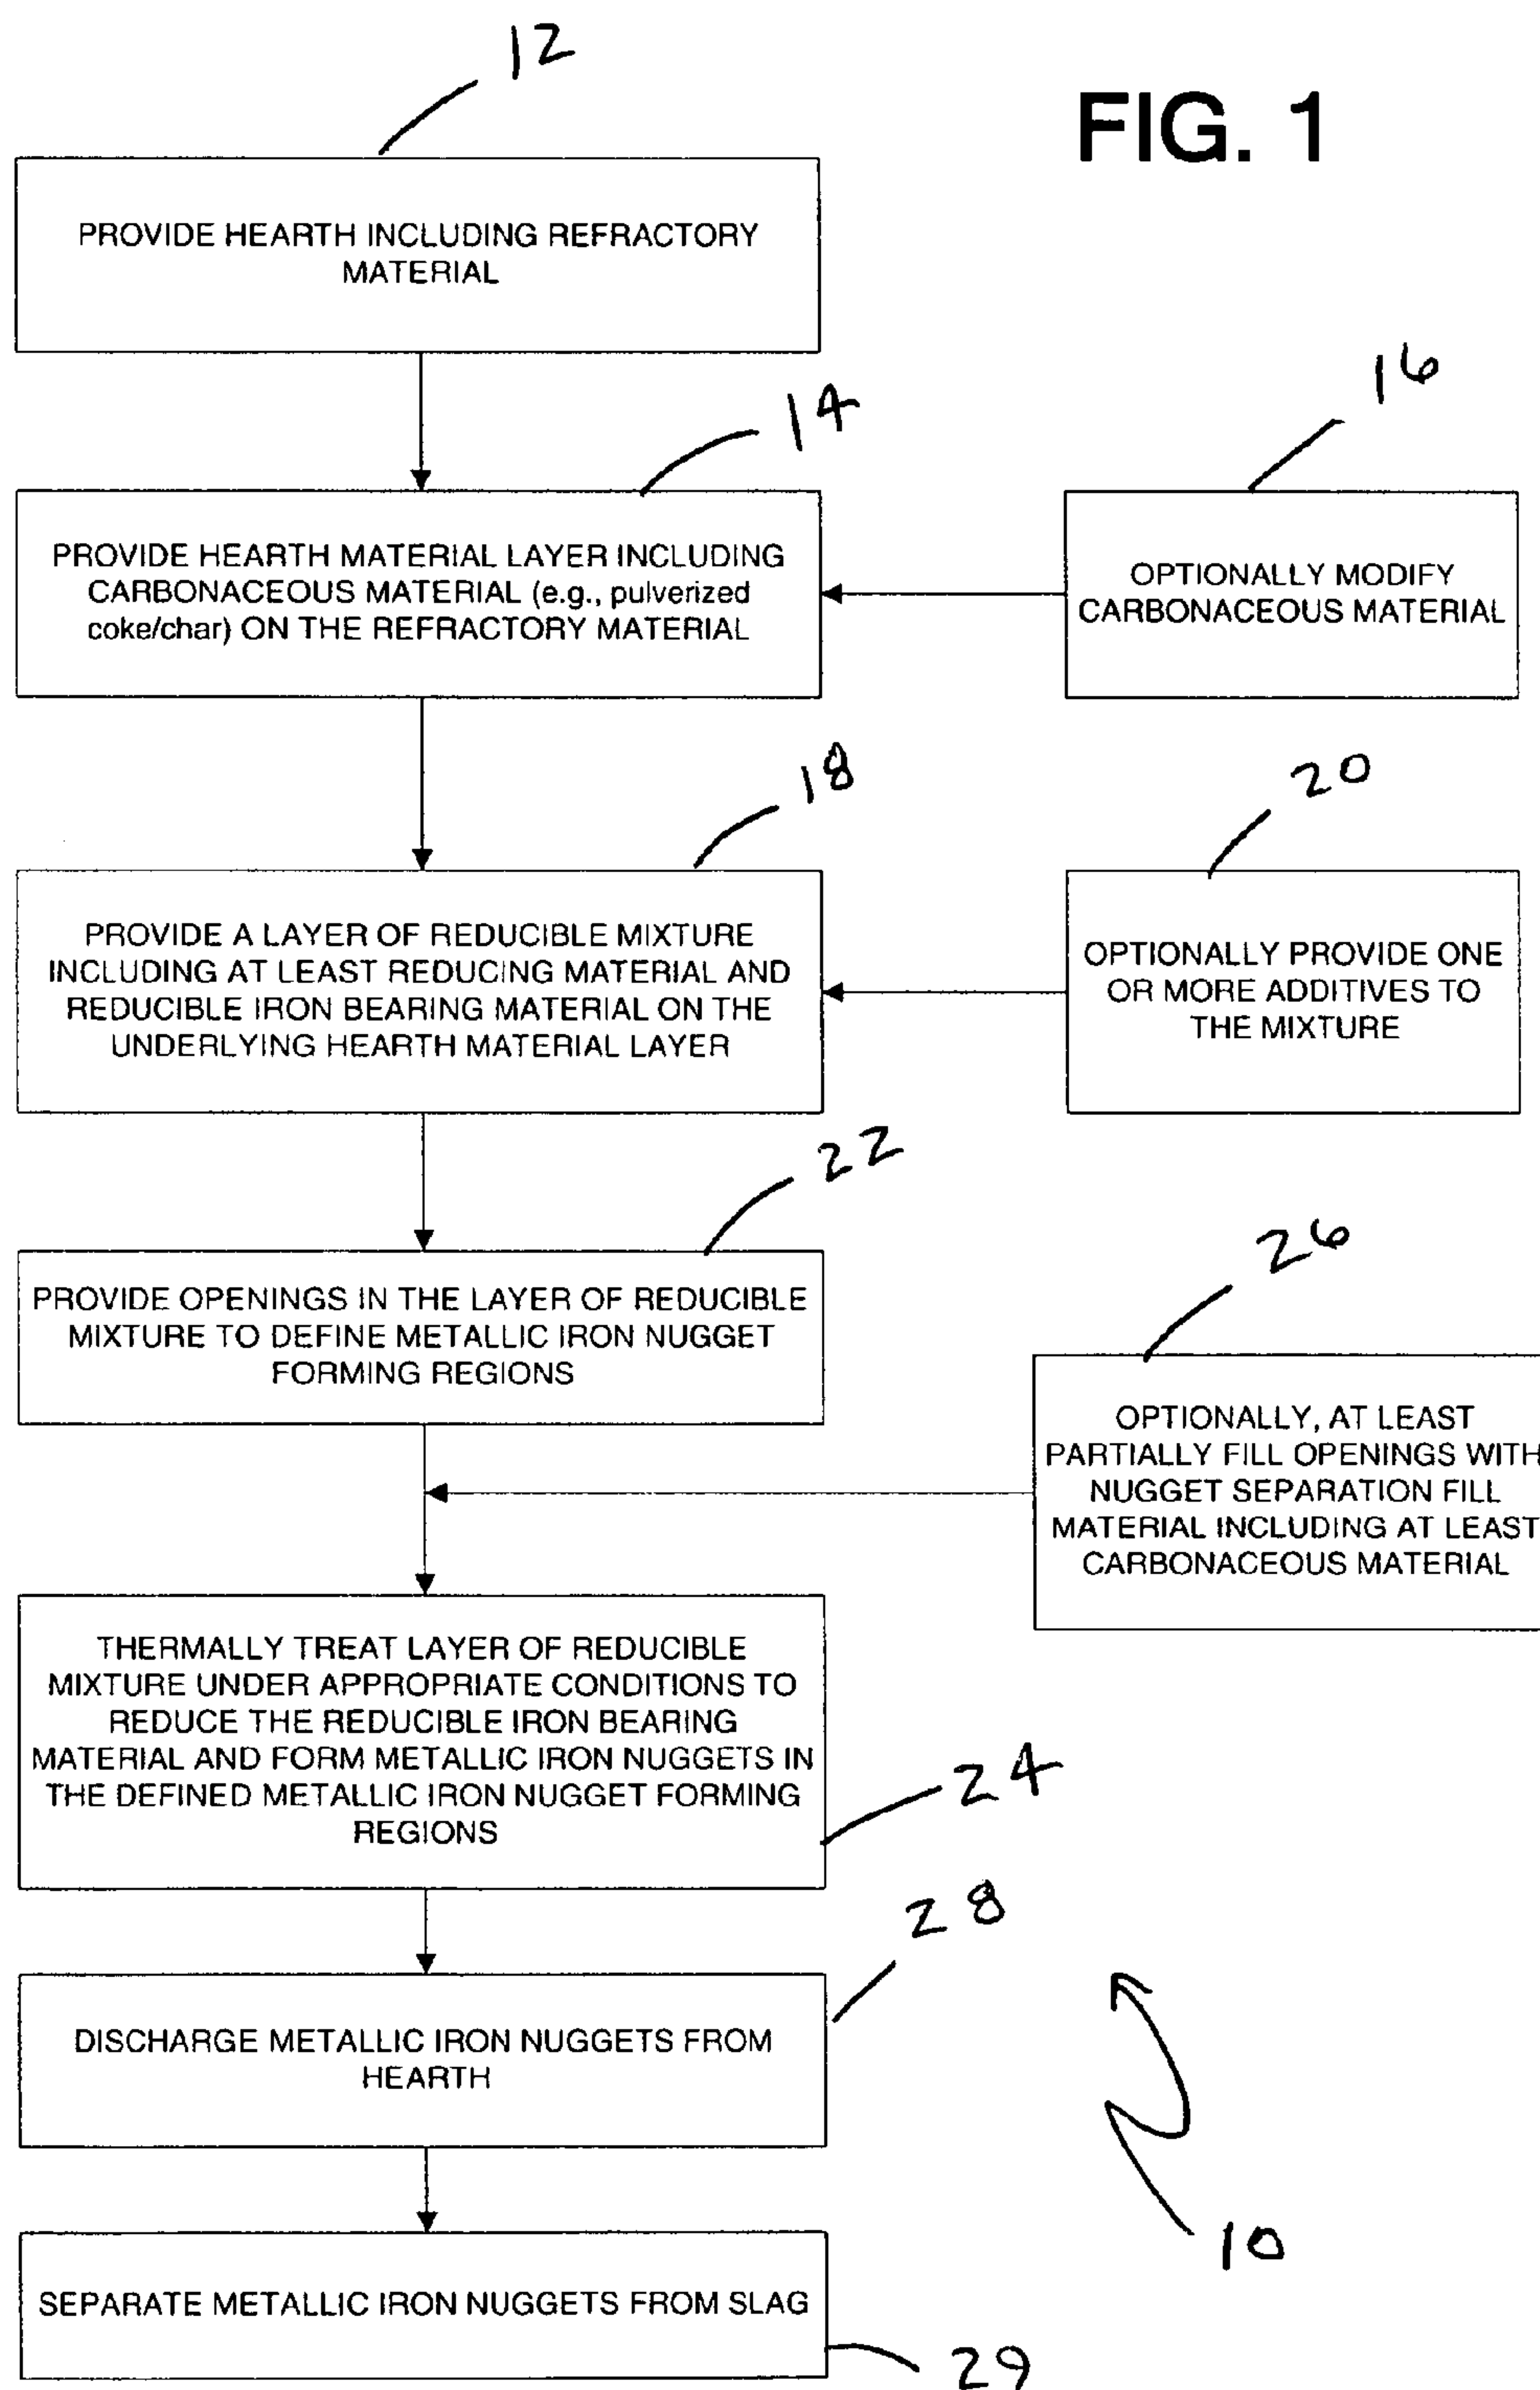 12
FIG. 1
PROVIDE HEARTH INCLUDING REFRACTORY
MATERIAL
14
16
PROVIDE HEARTH MATERIAL LAYER INCLUDING
CARBONACEOUS MATERIAL (e.g., pulverized
coke/char) ON THE REFRACTORY MATERIAL
OPTIONALLY MODIFY
CARBONACEOUS MATERIAL
18
20
PROVIDE A LAYER OF REDUCIBLE MIXTURE
INCLUDING AT LEAST REDUCING MATERIAL AND
REDUCIBLE IRON BEARING MATERIAL ON THE
UNDERLYING HEARTH MATERIAL LAYER
OPTIONALLY PROVIDE ONE
OR MORE ADDITIVES TO
THE MIXTURE
22
PROVIDE OPENINGS IN THE LAYER OF REDUCIBLE
MIXTURE TO DEFINE METALLIC IRON NUGGET
FORMING REGIONS
26
OPTIONALLY, AT LEAST
PARTIALLY FILL OPENINGS WITH
NUGGET SEPARATION FILL
MATERIAL INCLUDING AT LEAST
CARBONACEOUS MATERIAL
THERMALLY TREAT LAYER OF REDUCIBLE
MIXTURE UNDER APPROPRIATE CONDITIONS TO
REDUCE THE REDUCIBLE IRON BEARING
MATERIAL AND FORM METALLIC IRON NUGGETS IN
THE DEFINED METALLIC IRON NUGGET FORMING
REGIONS
24
28
DISCHARGE METALLIC IRON NUGGETS FROM
HEARTH
10
SEPARATE METALLIC IRON NUGGETS FROM SLAG
29